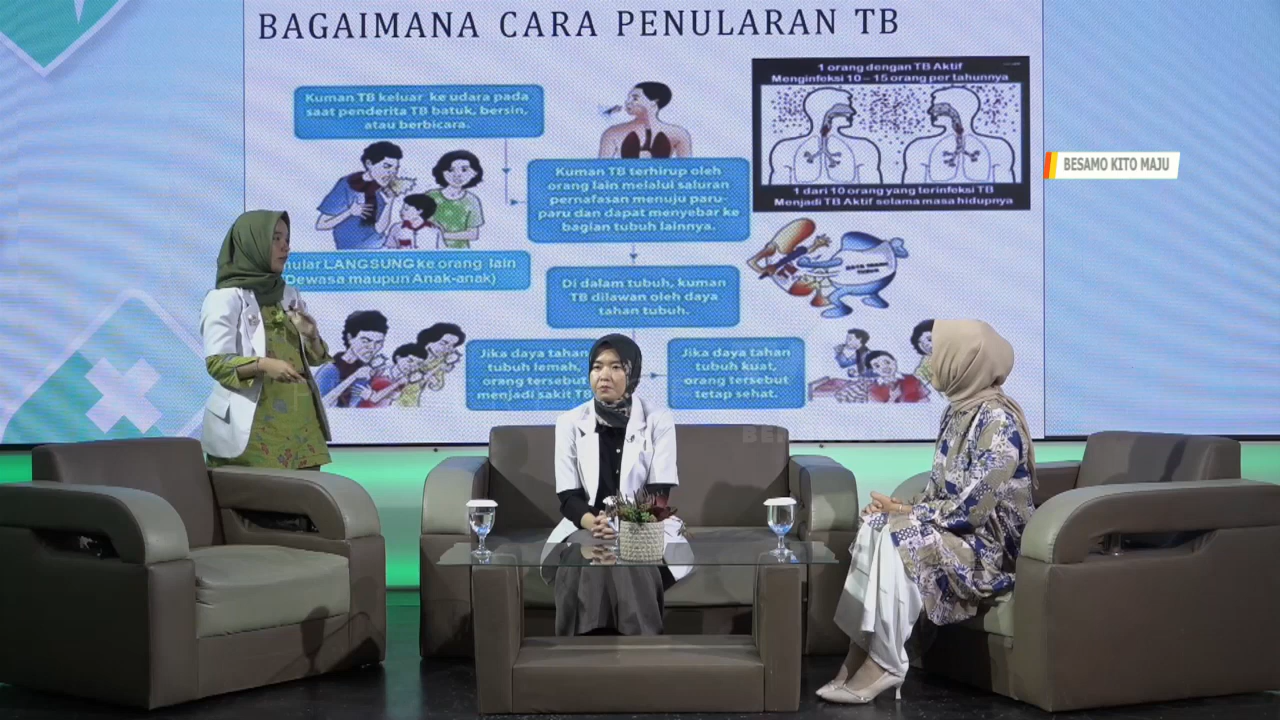 BAGAIMANA CARA PENULARAN TB
1 orang dengan TB Aktif
Menginfeksi 10 – 15 orang per tahunnya
Kuman TB keluar ke udara pada
saat penderita TB batuk, bersin,
atau berbicara.
Kuman TB terhirup oleh
orang lain melalui saluran
pernafasan menuju paru-
paru dan dapat menyebar ke
bagian tubuh lainnya.
1 dari 10 orang yang terinfeksi TB
Menjadi TB Aktif selama masa hidupnya
BESAMO KITO MAJU
LANGSUNG ke orang lain
(Dewasa maupun Anak-anak)
Di dalam tubuh, kuman
TB dilawan oleh daya
tahan tubuh.
Jika daya tahan
tubuh lemah,
orang tersebut
menjadi sakit TB
Jika daya tahan
tubuh kuat,
orang tersebut
tetap sehat.